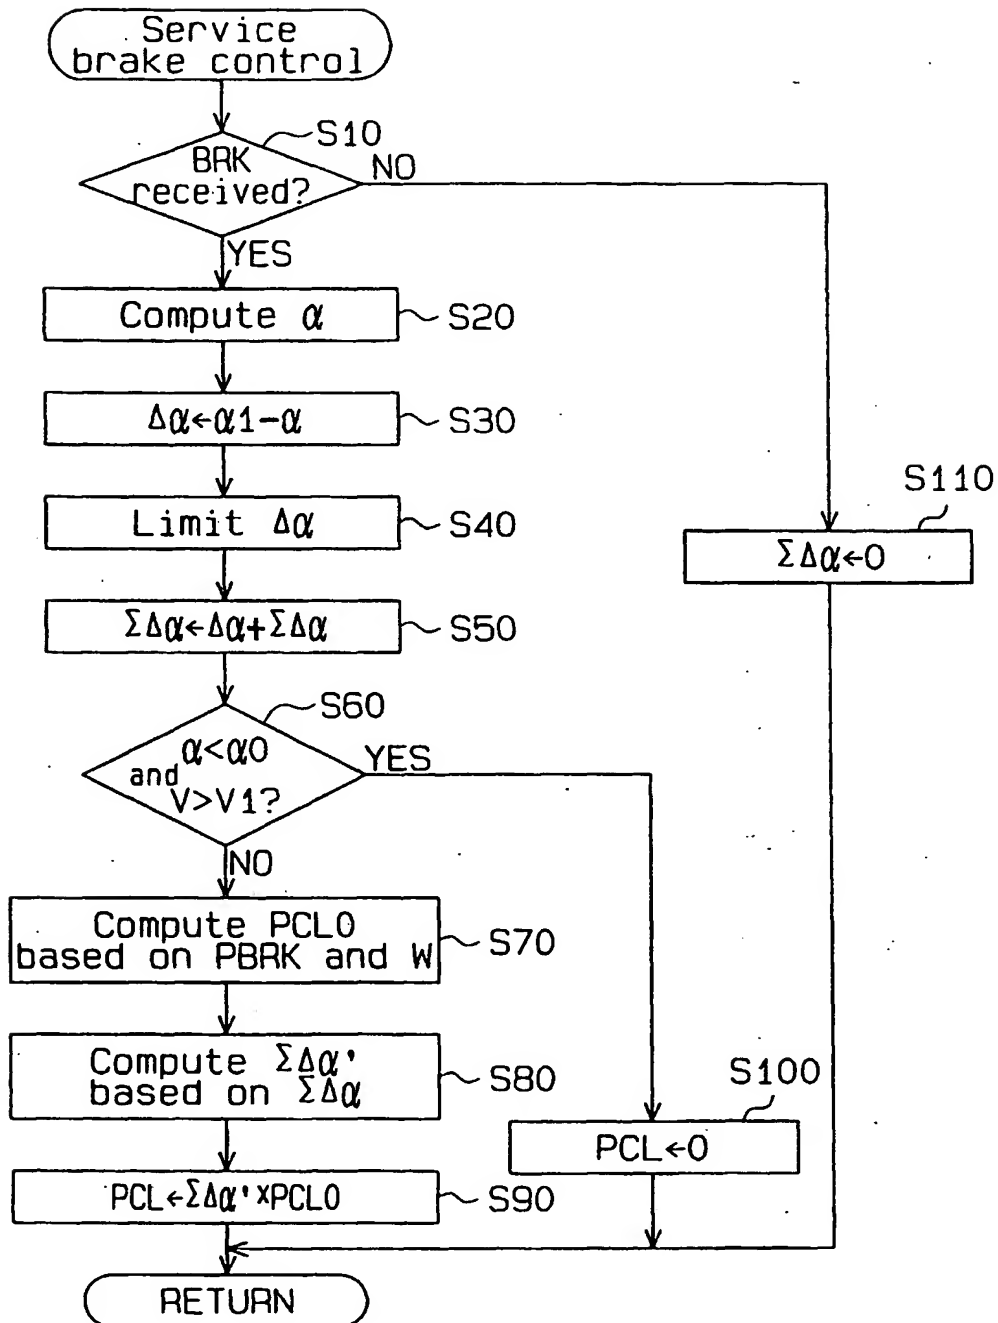 Service
brake control
S10
BRK
received?
NO
YES
Compute α
S20
Δα←α1-α
S30
Limit Δα
S40
S110
ΣΔα←0
ΣΔα←Δα+ΣΔα
S50
S60
α<α0
and
V>V1?
YES
NO
Compute PCL0
based on PBRK and W
S70
Compute ΣΔα'
based on ΣΔα
S80
S100
PCL←0
PCL←ΣΔα'×PCL0
S90
RETURN